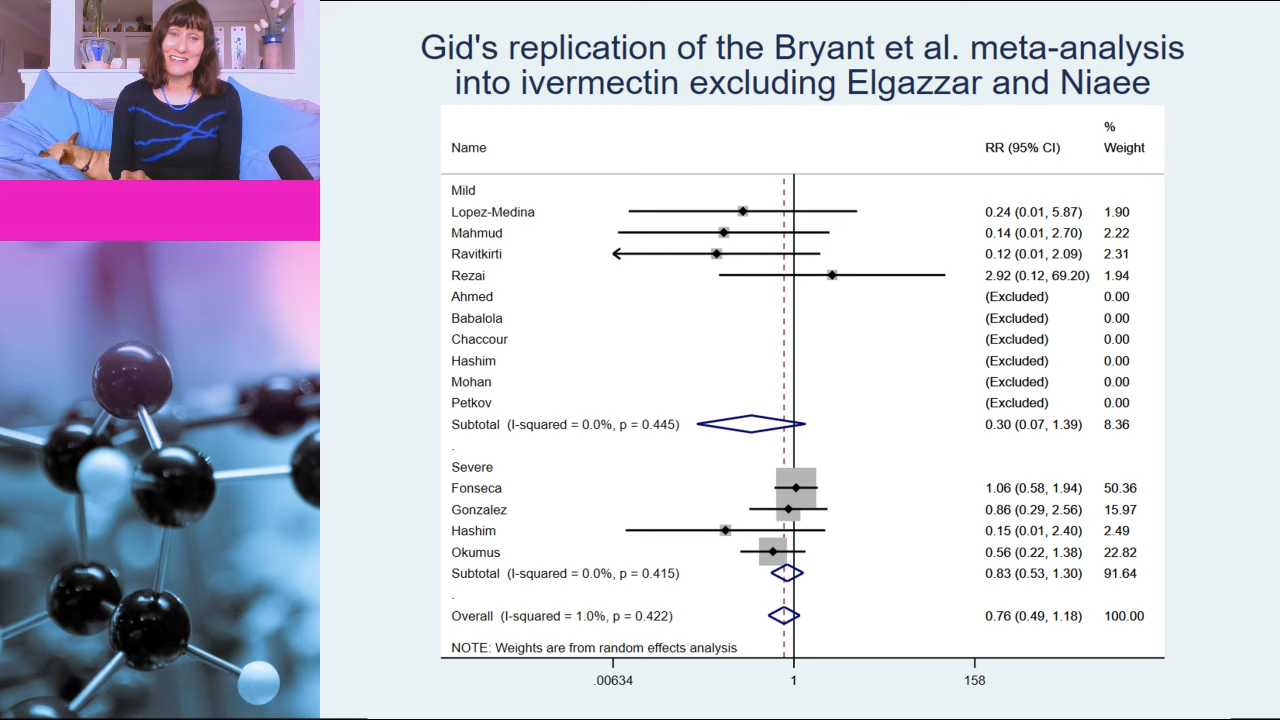 Gid's replication of the Bryant et al. meta-analysis
into ivermectin excluding Elgazzar and Niaee
%
Name RR (95% CI) Weight
Mild
Lopez-Medina 0.24 (0.01, 5.87) 1.90
Mahmud 0.14 (0.01, 2.70) 2.22
Ravitkirti 0.12 (0.01, 2.09) 2.31
Rezai 2.92 (0.12, 69.20) 1.94
Ahmed (Excluded) 0.00
Babalola (Excluded) 0.00
Chaccour (Excluded) 0.00
Hashim (Excluded) 0.00
Mohan (Excluded) 0.00
Petkov (Excluded) 0.00
Subtotal (I-squared = 0.0%, p = 0.445) 0.30 (0.07, 1.39) 8.36
.
Severe
Fonseca 1.06 (0.58, 1.94) 50.36
Gonzalez 0.86 (0.29, 2.56) 15.97
Hashim 0.15 (0.01, 2.40) 2.49
Okumus 0.56 (0.22, 1.38) 22.82
Subtotal (I-squared = 0.0%, p = 0.415) 0.83 (0.53, 1.30) 91.64
.
Overall (I-squared = 1.0%, p = 0.422) 0.76 (0.49, 1.18) 100.00
NOTE: Weights are from random effects analysis
.00634 1 158